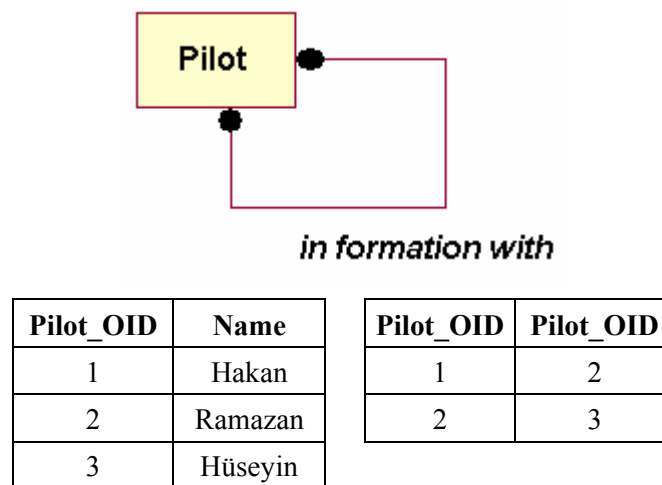 Pilot
in formation with
Pilot_OID Name
1 Hakan
2 Ramazan
3 Hüseyin
Pilot_OID Pilot_OID
1 2
2 3